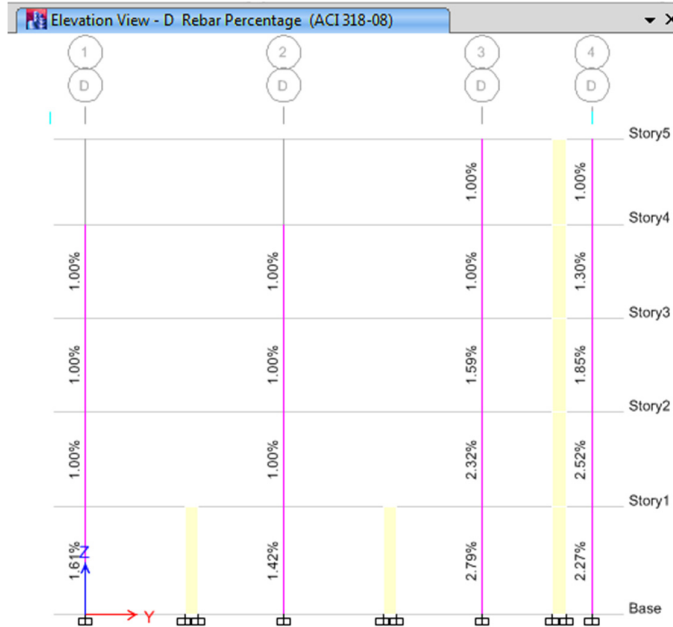 Elevation View - D Rebar Percentage (ACI 318-08)
1 2 3 4
D D D D
Story5
1.00% 1.00%
Story4
1.00% 1.00% 1.00% 1.30%
Story3
1.00% 1.00% 1.59% 1.85%
Story2
1.00% 1.00% 2.32% 2.52%
Story1
1.61% 1.42% 2.79% 2.27%
Z
Y
Base